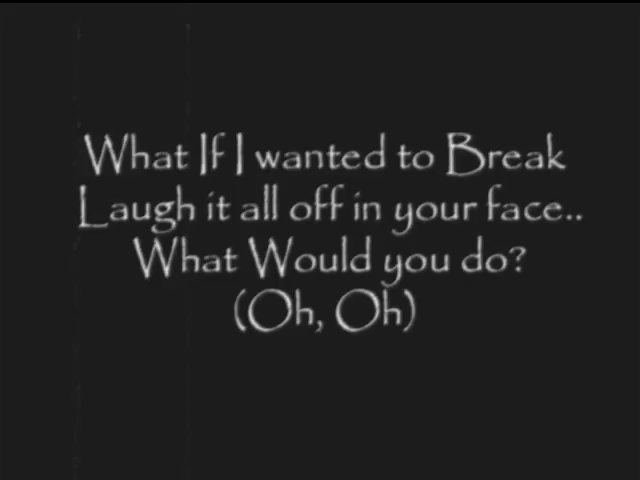 What If I wanted to Break
Laugh it all off in your face..
What Would you do?
(Oh, Oh)